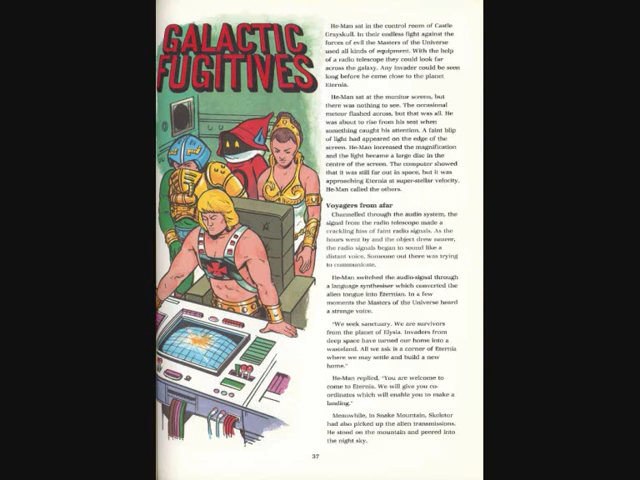 GALACTIC
FUGITIVES
He-Man sat in the control room of Castle
Grayskull. In their endless fight against the
forces of evil the Masters of the Universe
used all kinds of equipment. With the help
of a radio telescope they could look far
across the galaxy. Any invader could be seen
long before he came close to the planet
Eternia.
He-Man sat at the monitor screen, but
there was nothing to see. The occasional
meteor flashed across, but that was all. He
was about to rise from his seat when
something caught his attention. A faint blip
of light had appeared on the edge of the
screen. He-Man increased the magnification
and the light became a large disc in the
centre of the screen. The computer showed
that it was still far out in space, but it was
approaching Eternia at super-stellar velocity.
He-Man called the others.
Voyagers from afar
Channelled through the audio system, the
signal from the radio telescope made a
crackling hiss of faint radio signals. As the
hours went by and the object drew nearer,
the radio signals began to sound like a
distant voice. Someone out there was trying
to communicate.
He-Man switched the audio-signal through
a language synthesiser which converted the
alien tongue into Eternian. In a few
moments the Masters of the Universe heard
a strange voice.
"We seek sanctuary. We are survivors
from the planet of Elysia. Invaders from
deep space have turned our home into a
wasteland. All we ask is a corner of Eternia
where we may settle and build a new
home."
He-Man replied, "You are welcome to
come to Eternia. We will give you co-
ordinates which will enable you to make a
landing."
Meanwhile, in Snake Mountain, Skeletor
had also picked up the alien transmissions.
He stood on the mountain and peered into
the night sky.
37